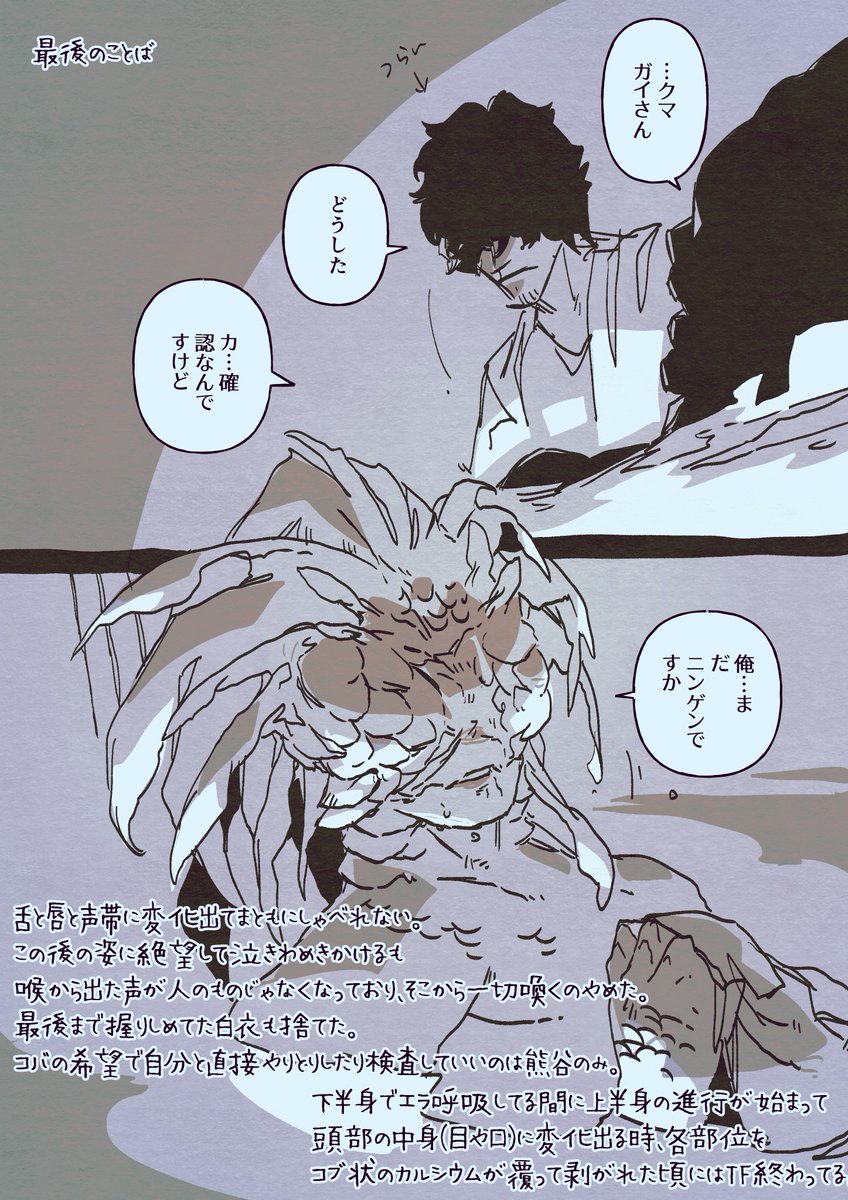 最後のことば
つらい
…クマ
ガイさん
どうした
カ…確
認なんで
すけど
俺…ま
だ
ニンゲンで
すか
舌と唇と声帯に変化出てまともにしゃべれない。
この後の姿に絶望して泣きわめきかけるも
喉から出た声が人のものじゃなくなっており、そこから一切喚くのやめた。
最後まで握りしめてた白衣も捨てた。
コバの希望で自分と直接やりとりしたり検査していいのは熊谷のみ。
下半身でエラ呼吸してる間に上半身の進行が始まって
頭部の中身(目や口)に変化出る時、各部位を
コブ状のカルシウムが覆って剥がれた頃にはTF終わってる